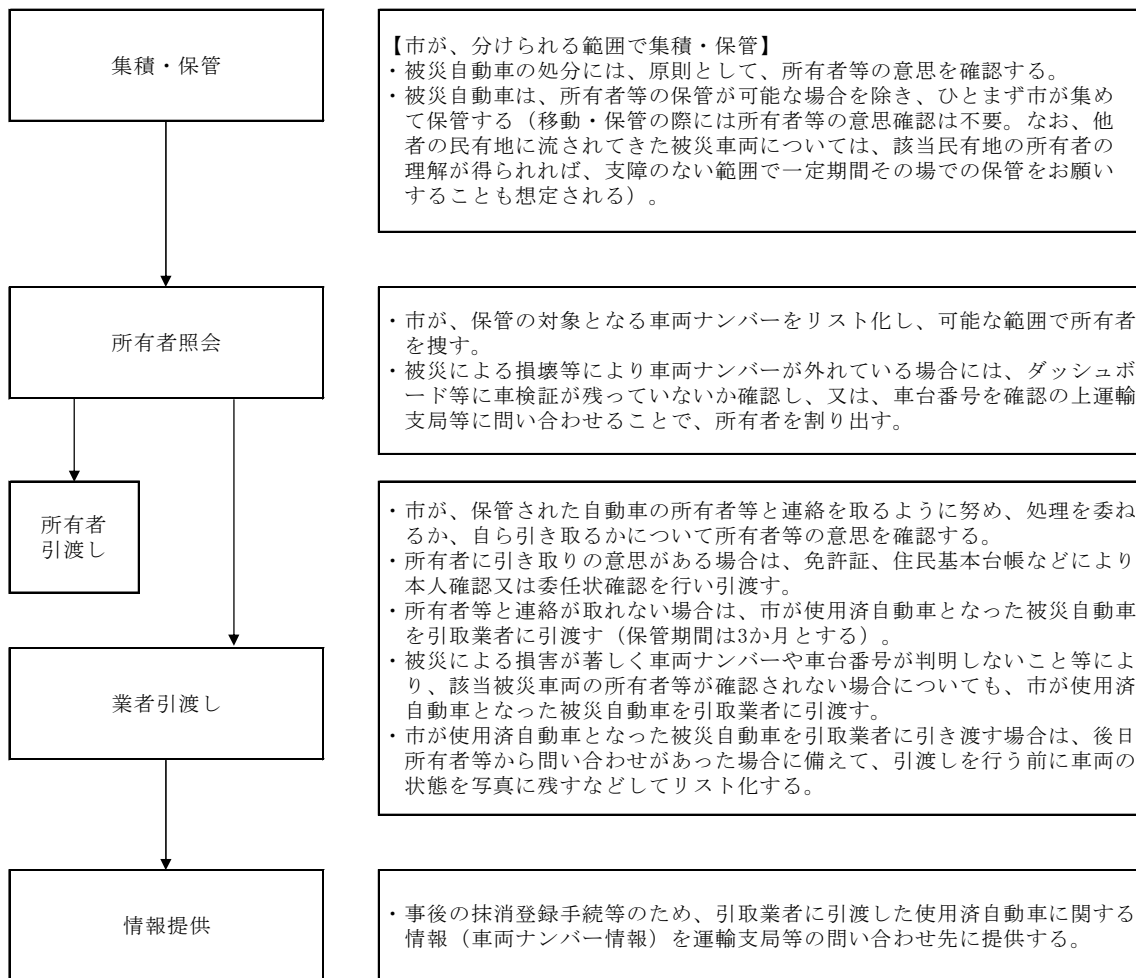 集積・保管
【市が、分けられる範囲で集積・保管】
・被災自動車の処分には、原則として、所有者等の意思を確認する。
・被災自動車は、所有者等の保管が可能な場合を除き、ひとまず市が集め
て保管する（移動・保管の際には所有者等の意思確認は不要。なお、他
者の民有地に流されてきた被災車両については、該当民有地の所有者の
理解が得られれば、支障のない範囲で一定期間その場での保管をお願い
することも想定される）。
所有者照会
・市が、保管の対象となる車両ナンバーをリスト化し、可能な範囲で所有者
を捜す。
・被災による損壊等により車両ナンバーが外れている場合には、ダッシュボ
ード等に車検証が残っていないか確認し、又は、車台番号を確認の上運輸
支局等に問い合わせることで、所有者を割り出す。
所有者
引渡し
・市が、保管された自動車の所有者等と連絡を取るように努め、処理を委ね
るか、自ら引き取るかについて所有者等の意思を確認する。
・所有者に引き取りの意思がある場合は、免許証、住民基本台帳などにより
本人確認又は委任状確認を行い引渡す。
・所有者等と連絡が取れない場合は、市が使用済自動車となった被災自動車
を引取業者に引渡す（保管期間は3か月とする）。
・被災による損害が著しく車両ナンバーや車台番号が判明しないこと等によ
り、該当被災車両の所有者等が確認されない場合についても、市が使用済
自動車となった被災自動車を引取業者に引渡す。
・市が使用済自動車となった被災自動車を引取業者に引き渡す場合は、後日
所有者等から問い合わせがあった場合に備えて、引渡しを行う前に車両の
状態を写真に残すなどしてリスト化する。
業者引渡し
情報提供
・事後の抹消登録手続等のため、引取業者に引渡した使用済自動車に関する
情報（車両ナンバー情報）を運輸支局等の問い合わせ先に提供する。